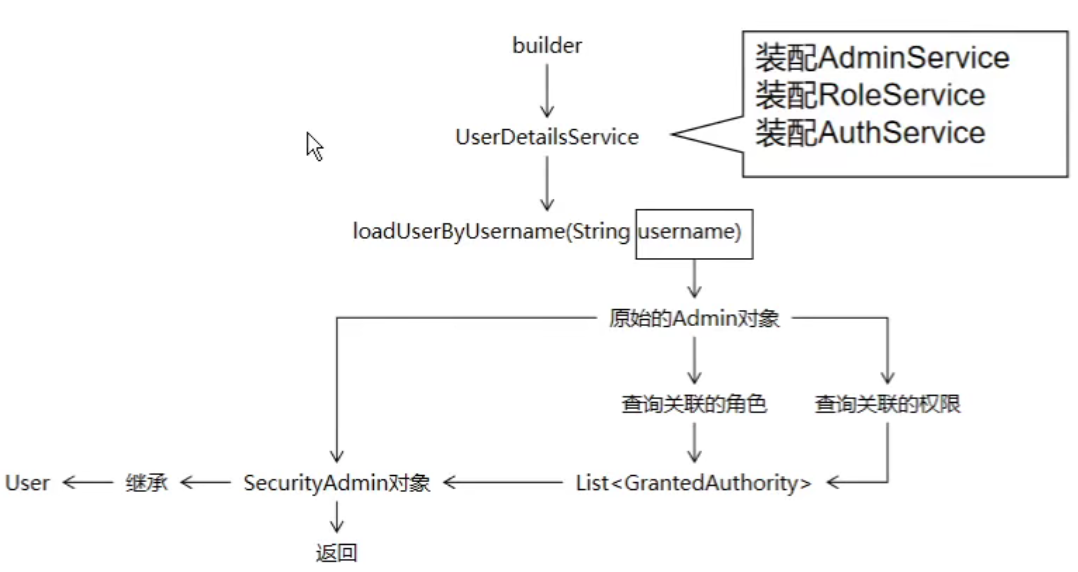 builder
装配AdminService
装配RoleService
装配AuthService
UserDetailsService
loadUserByUsername(String username)
原始的Admin对象
查询关联的角色
查询关联的权限
User
继承
SecurityAdmin对象
List<GrantedAuthority>
返回